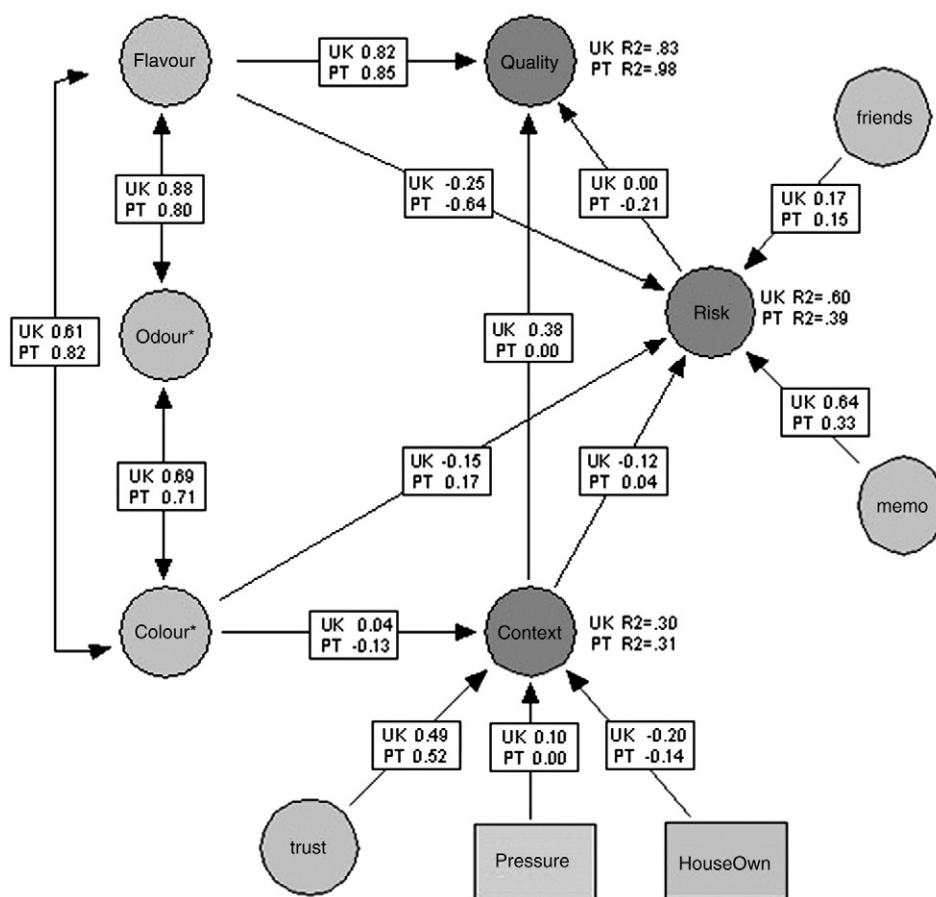 Flavour
UK 0.82
PT 0.85
Quality
UK R2=.83
PT R2=.98
friends
UK 0.88
PT 0.80
UK -0.25
PT -0.64
UK 0.00
PT -0.21
UK 0.17
PT 0.15
UK 0.61
PT 0.82
Odour*
UK 0.38
PT 0.00
Risk
UK R2=.60
PT R2=.39
UK 0.69
PT 0.71
UK -0.15
PT 0.17
UK -0.12
PT 0.04
UK 0.64
PT 0.33
memo
Colour*
UK 0.04
PT -0.13
Context
UK R2=.30
PT R2=.31
UK 0.49
PT 0.52
UK 0.10
PT 0.00
UK -0.20
PT -0.14
trust
Pressure
HouseOwn